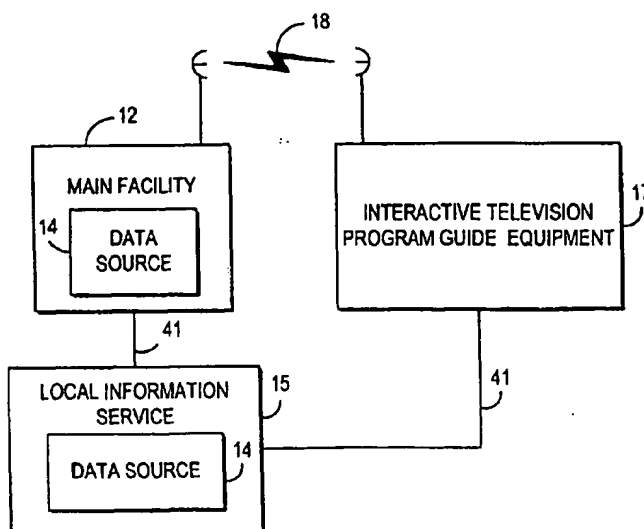 18
12
MAIN FACILITY
14
DATA
SOURCE
INTERACTIVE TELEVISION
PROGRAM GUIDE EQUIPMENT
17
41
LOCAL INFORMATION
SERVICE
15
41
DATA SOURCE
14